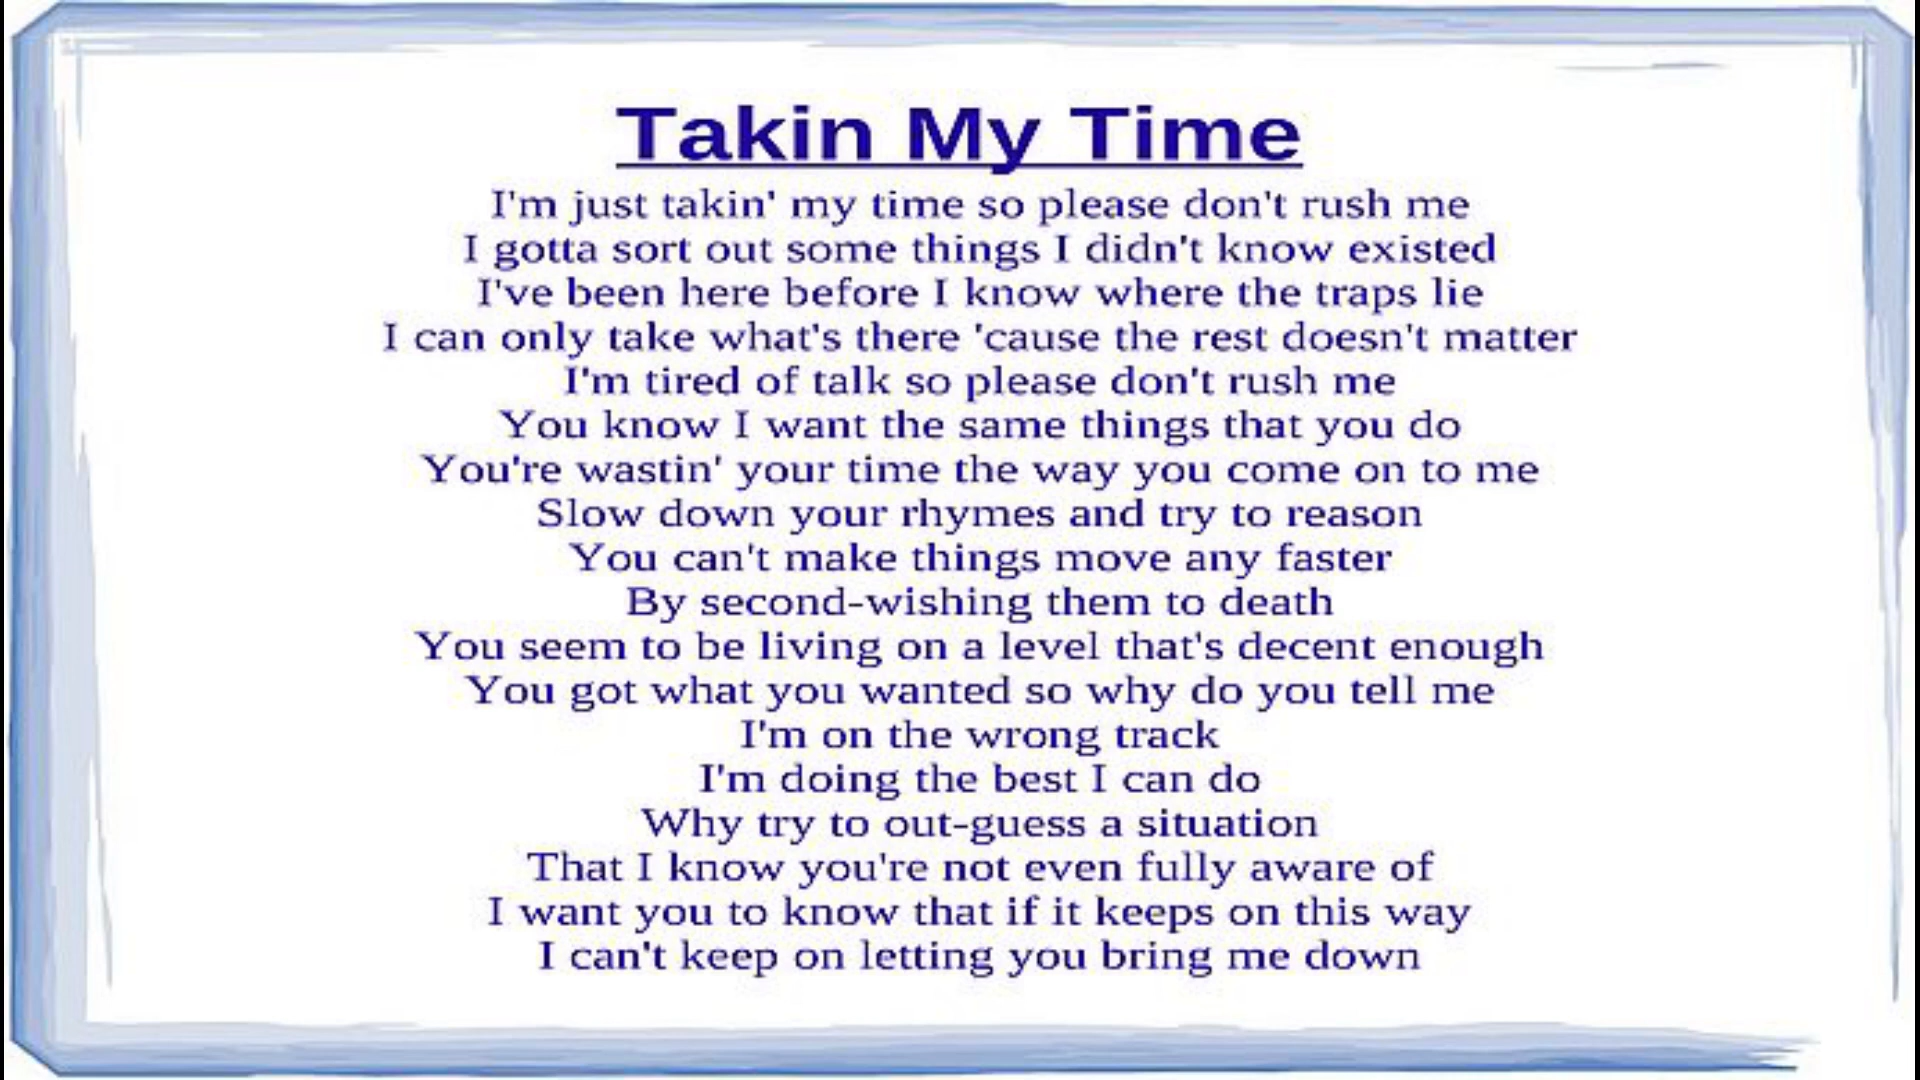 Takin My Time
I'm just takin' my time so please don't rush me
I gotta sort out some things I didn't know existed
I've been here before I know where the traps lie
I can only take what's there 'cause the rest doesn't matter
I'm tired of talk so please don't rush me
You know I want the same things that you do
You're wastin' your time the way you come on to me
Slow down your rhymes and try to reason
You can't make things move any faster
By second-wishing them to death
You seem to be living on a level that's decent enough
You got what you wanted so why do you tell me
I'm on the wrong track
I'm doing the best I can do
Why try to out-guess a situation
That I know you're not even fully aware of
I want you to know that if it keeps on this way
I can't keep on letting you bring me down